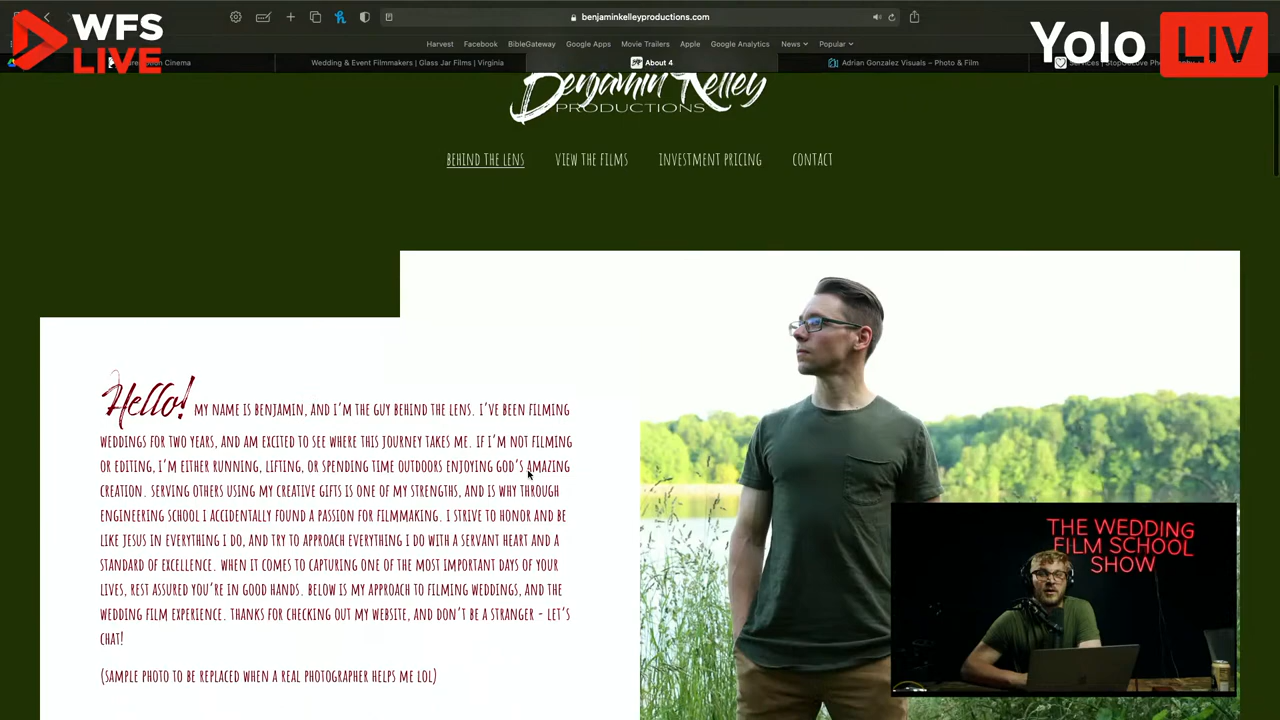 WFS
LIVE
benjaminkelleyproductions.com
Yolo LIV
Harvest Facebook BibleGateway Google Apps Movie Trailers Apple Google Analytics News Popular
Cinema
Wedding & Event Filmmakers | Glass Jar Films | Virginia
About 4
Adrian Gonzalez Visuals – Photo & Film
Benjamin Kelley
PRODUCTIONS
BEHIND THE LENS VIEW THE FILMS INVESTMENT PRICING CONTACT
Hello! MY NAME IS BENJAMIN, AND I'M THE GUY BEHIND THE LENS. I'VE BEEN FILMING
WEDDINGS FOR TWO YEARS, AND AM EXCITED TO SEE WHERE THIS JOURNEY TAKES ME. IF I'M NOT FILMING
OR EDITING, I'M EITHER RUNNING, LIFTING, OR SPENDING TIME OUTDOORS ENJOYING GOD'S AMAZING
CREATION. SERVING OTHERS USING MY CREATIVE GIFTS IS ONE OF MY STRENGTHS, AND IS WHY THROUGH
ENGINEERING SCHOOL I ACCIDENTALLY FOUND A PASSION FOR FILMMAKING. I STRIVE TO HONOR AND BE
LIKE JESUS IN EVERYTHING I DO, AND TRY TO APPROACH EVERYTHING I DO WITH A SERVANT HEART AND A
STANDARD OF EXCELLENCE. WHEN IT COMES TO CAPTURING ONE OF THE MOST IMPORTANT DAYS OF YOUR
LIVES, REST ASSURED YOU'RE IN GOOD HANDS. BELOW IS MY APPROACH TO FILMING WEDDINGS, AND THE
WEDDING FILM EXPERIENCE. THANKS FOR CHECKING OUT MY WEBSITE, AND DON'T BE A STRANGER - LET'S
CHAT!
(SAMPLE PHOTO TO BE REPLACED WHEN A REAL PHOTOGRAPHER HELPS ME LOL)
THE WEDDING
FILM SCHOOL
SHOW